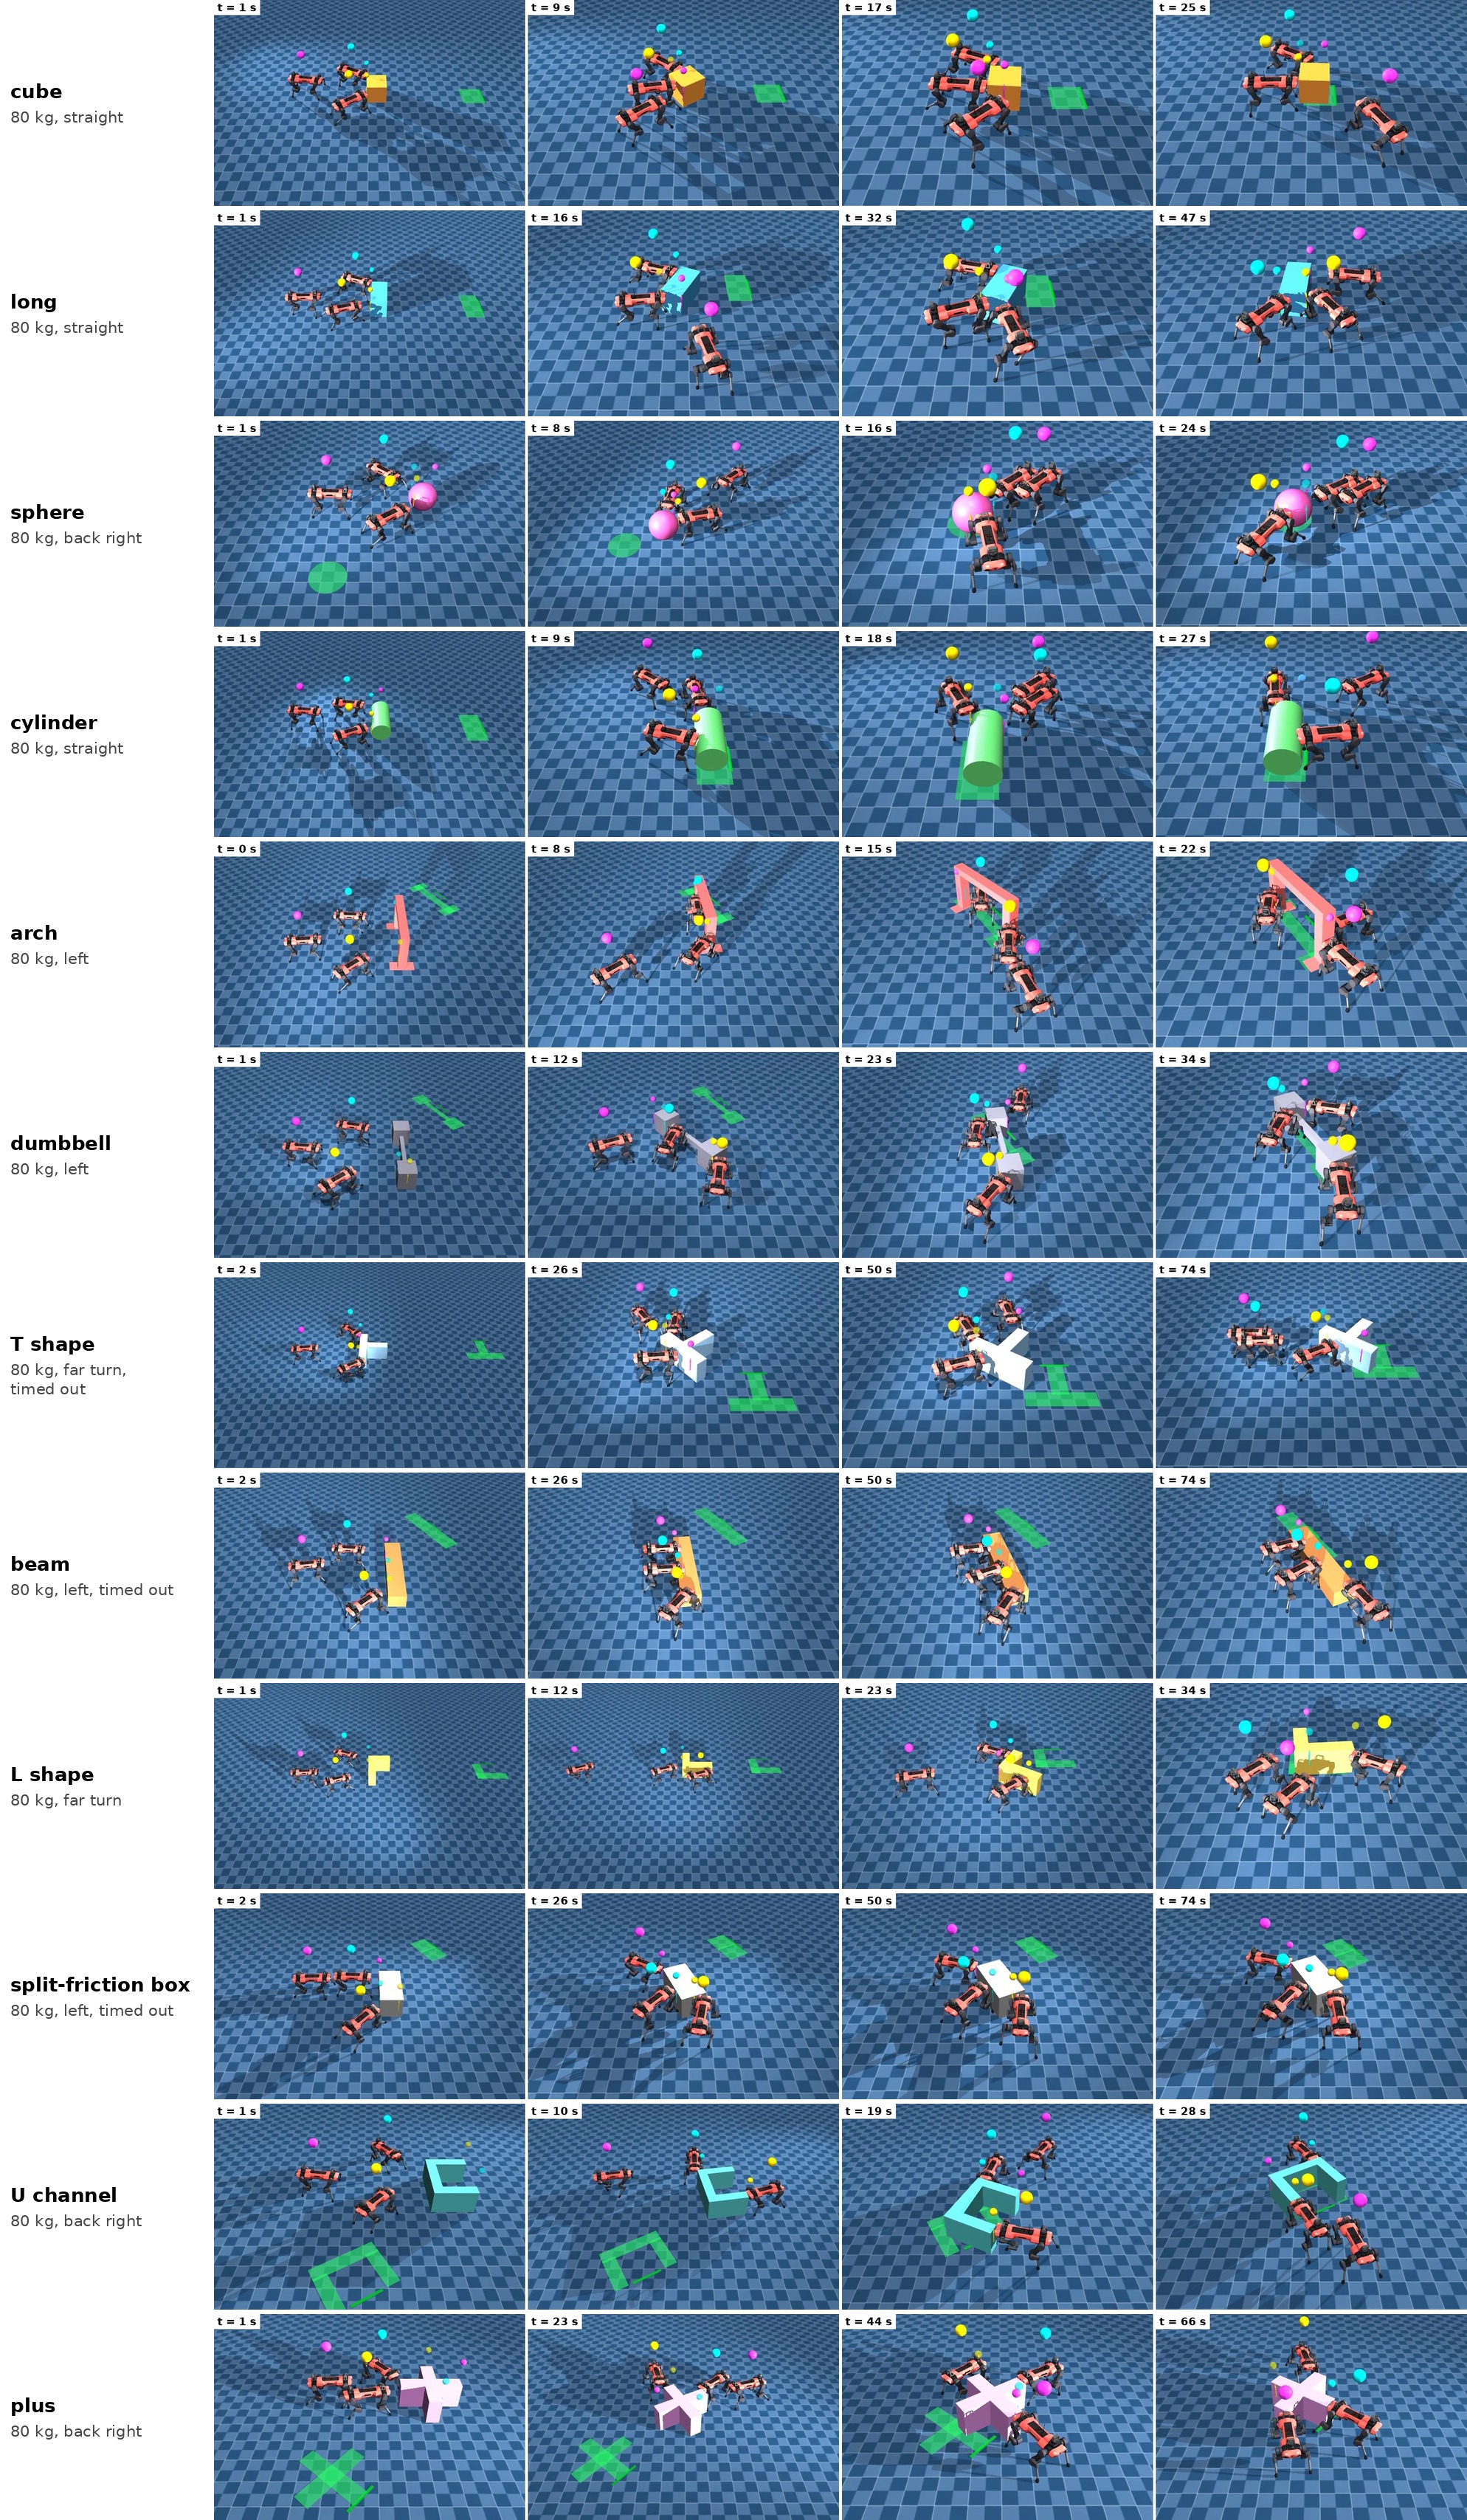 t = 1 s
t = 9 s
t = 17 s
t = 25 s
cube
80 kg, straight
t = 1 s
t = 16 s
t = 32 s
t = 47 s
long
80 kg, straight
t = 1 s
t = 8 s
t = 16 s
t = 24 s
sphere
80 kg, back right
t = 1 s
t = 9 s
t = 18 s
t = 27 s
cylinder
80 kg, straight
t = 0 s
t = 8 s
t = 15 s
t = 22 s
arch
80 kg, left
t = 1 s
t = 12 s
t = 23 s
t = 34 s
dumbbell
80 kg, left
t = 2 s
t = 26 s
t = 50 s
t = 74 s
T shape
80 kg, far turn,
timed out
t = 2 s
t = 26 s
t = 50 s
t = 74 s
beam
80 kg, left, timed out
t = 1 s
t = 12 s
t = 23 s
t = 34 s
L shape
80 kg, far turn
t = 2 s
t = 26 s
t = 50 s
t = 74 s
split-friction box
80 kg, left, timed out
t = 1 s
t = 10 s
t = 19 s
t = 28 s
U channel
80 kg, back right
t = 1 s
t = 23 s
t = 44 s
t = 66 s
plus
80 kg, back right